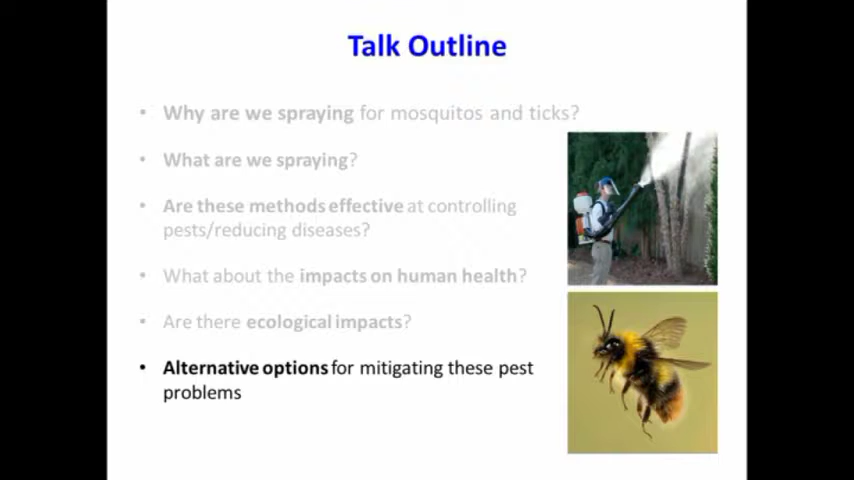 Talk Outline
• Why are we spraying for mosquitos and ticks?
• What are we spraying?
• Are these methods effective at controlling
pests/reducing diseases?
• What about the impacts on human health?
• Are there ecological impacts?
• Alternative options for mitigating these pest
problems